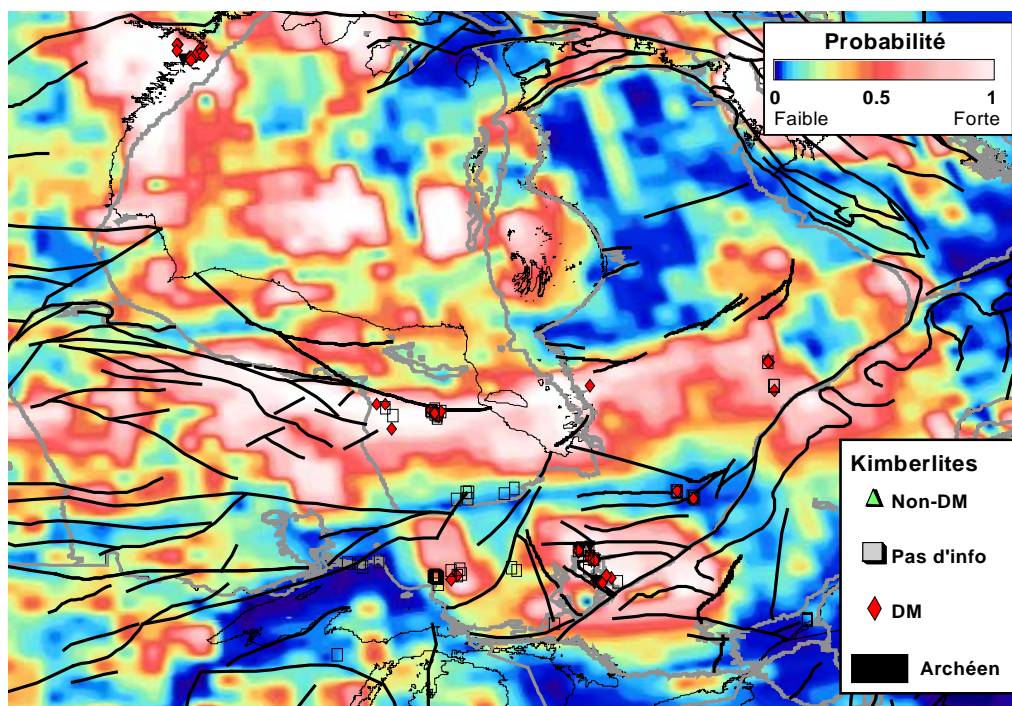 Probabilité
0 0.5 1
Faible Forte
Kimberlites
Non-DM
Pas d'info
DM
Archéen